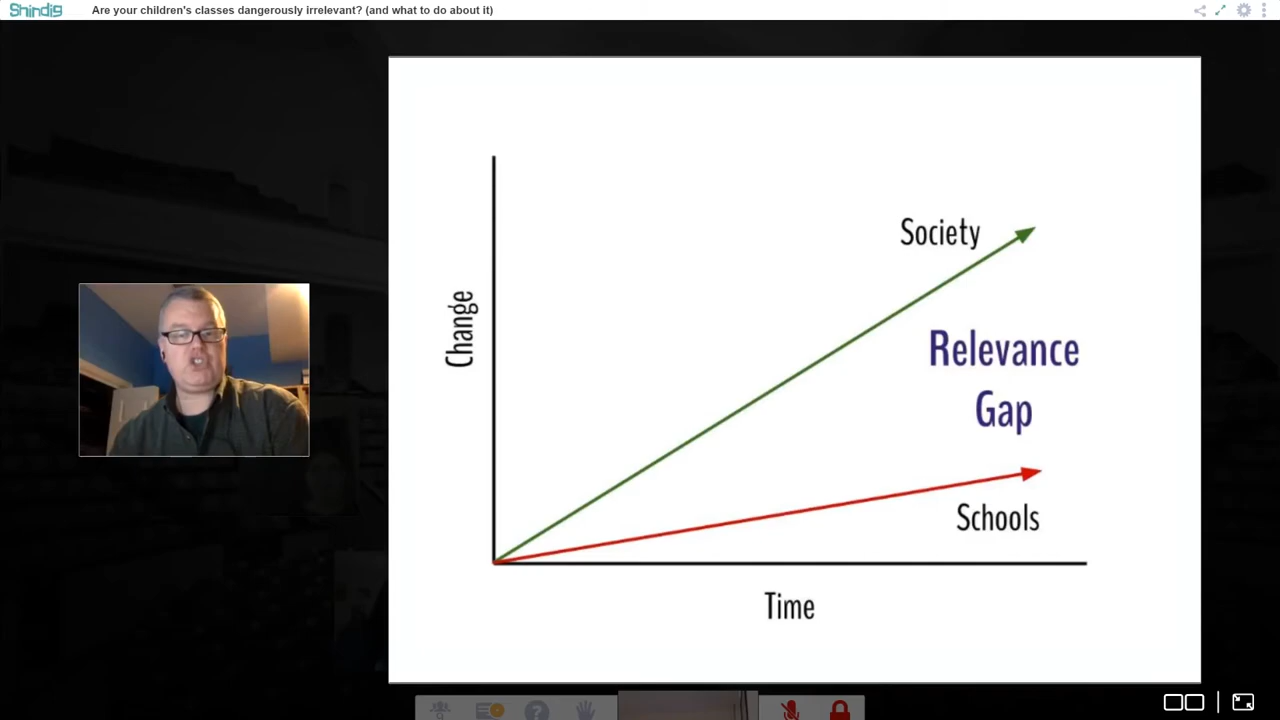 Shindig
Are your children's classes dangerously irrelevant? (and what to do about it)
Society
Change
Relevance
Gap
Schools
Time